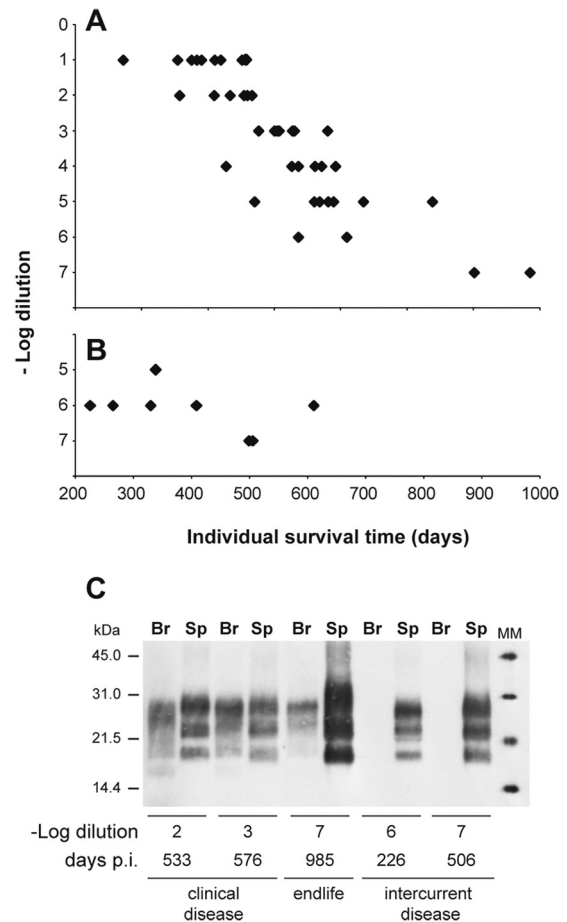 A
0
1
2
3
4
5
6
7
- Log dilution
B
5
6
7
200 300 400 500 600 700 800 900 1000
Individual survival time (days)
C
kDa Br Sp Br Sp Br Sp Br Sp Br Sp MM
45.0
31.0
21.5
14.4
-Log dilution 2 3 7 6 7
days p.i. 533 576 985 226 506
clinical disease endlife intercurrent disease